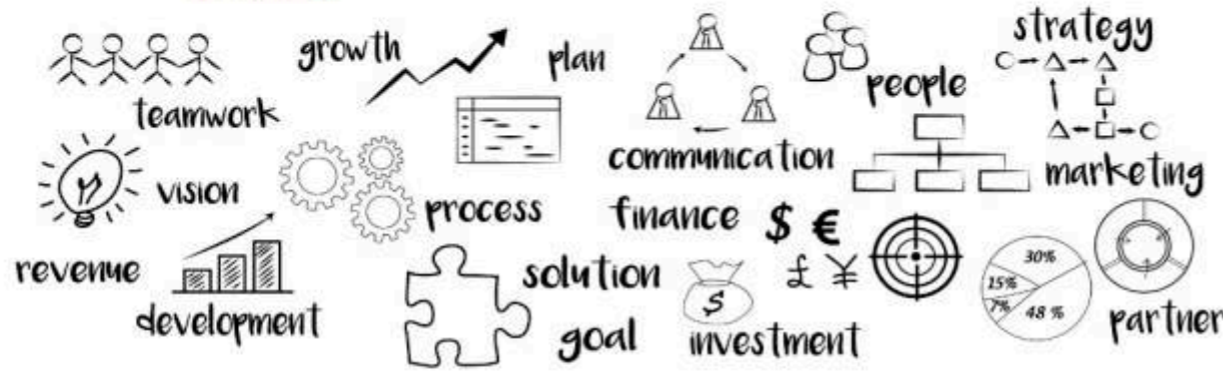 strategy
growth
plan
people
teamwork
communication
marketing
vision
process
finance
$ €
£ ¥
revenue
solution
$
30%
15%
7%
48 %
development
goal
investment
partner